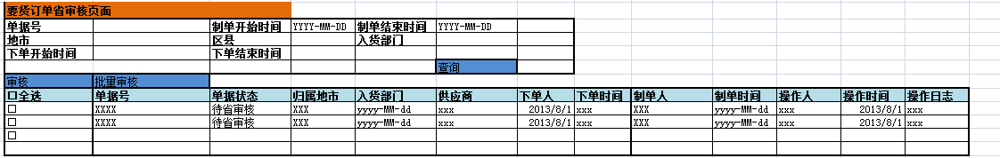 要货订单省审核页面
单据号 制单开始时间 YYYY-MM-DD 制单结束时间 YYYY-MM-DD
地市 区县 入货部门
下单开始时间 下单结束时间
查询
审核 批里审核
口全选 单据号 单据状态 归属地市 入货部门 供应商 下单人 下单时间 制单人 制单时间 操作人 操作时间 操作日志
口 XXXX 待省审核 XXX yyyy-MM-dd xxx 2013/8/1 xxx XXX yyyy-MM-dd xxx 2013/8/1 xxx
口 XXXX 待省审核 XXX yyyy-MM-dd xxx 2013/8/1 xxx XXX yyyy-MM-dd xxx 2013/8/1 xxx
口